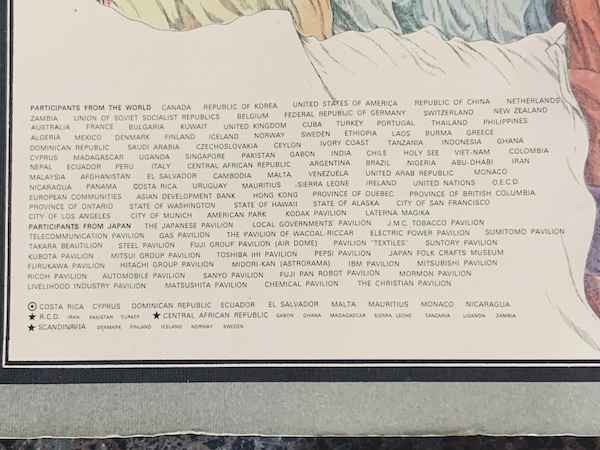 PARTICIPANTS FROM THE WORLD CANADA REPUBLIC OF KOREA UNITED STATES OF AMERICA REPUBLIC OF CHINA NETHERLANDS
ZAMBIA UNION OF SOVIET SOCIALIST REPUBLICS BELGIUM FEDERAL REPUBLIC OF GERMANY SWITZERLAND NEW ZEALAND
AUSTRALIA FRANCE BULGARIA KUWAIT UNITED KINGDOM CUBA TURKEY PORTUGAL THAILAND PHILIPPINES
ALGERIA MEXICO DENMARK FINLAND ICELAND NORWAY SWEDEN ETHIOPIA LAOS BURMA GREECE
DOMINICAN REPUBLIC SAUDI ARABIA CZECHOSLOVAKIA CEYLON IVORY COAST TANZANIA INDONESIA GHANA
CYPRUS MADAGASCAR UGANDA SINGAPORE PAKISTAN GABON INDIA CHILE HOLY SEE VIET-NAM COLOMBIA
NEPAL ECUADOR PERU ITALY CENTRAL AFRICAN REPUBLIC ARGENTINA BRAZIL NIGERIA ABU-DHABI IRAN
MALAYSIA AFGHANISTAN EL SALVADOR CAMBODIA MALTA VENEZUELA UNITED ARAB REPUBLIC MONACO
NICARAGUA PANAMA COSTA RICA URUGUAY MAURITIUS SIERRA LEONE IRELAND UNITED NATIONS O.E.C.D.
EUROPEAN COMMUNITIES ASIAN DEVELOPMENT BANK HONG KONG PROVINCE OF QUEBEC PROVINCE OF BRITISH COLUMBIA
PROVINCE OF ONTARIO STATE OF WASHINGTON STATE OF HAWAII STATE OF ALASKA CITY OF SAN FRANCISCO
CITY OF LOS ANGELES CITY OF MUNICH AMERICAN PARK KODAK PAVILION LATERNA MAGIKA
PARTICIPANTS FROM JAPAN THE JAPANESE PAVILION LOCAL GOVERNMENTS' PAVILION J.M.C. TOBACCO PAVILION
TELECOMMUNICATION PAVILION GAS PAVILION THE PAVILION OF WACOAL-RICCAR ELECTRIC POWER PAVILION SUMITOMO PAVILION
TAKARA BEAUTILION STEEL PAVILION FUJI GROUP PAVILION (AIR DOME) PAVILION "TEXTILES" SUNTORY PAVILION
KUBOTA PAVILION MITSUI GROUP PAVILION TOSHIBA IHI PAVILION PEPSI PAVILION JAPAN FOLK CRAFTS MUSEUM
FURUKAWA PAVILION HITACHI GROUP PAVILION MIDORI-KAN (ASTRORAMA) IBM PAVILION MITSUBISHI PAVILION
RICOH PAVILION AUTOMOBILE PAVILION SANYO PAVILION FUJI PAN ROBOT PAVILION MORMON PAVILION
LIVELIHOOD INDUSTRY PAVILION MATSUSHITA PAVILION CHEMICAL PAVILION THE CHRISTIAN PAVILION
COSTA RICA CYPRUS DOMINICAN REPUBLIC ECUADOR EL SALVADOR MALTA MAURITIUS MONACO NICARAGUA
★ R.C.D. IRAN PAKISTAN TURKEY ★ CENTRAL AFRICAN REPUBLIC GABON GHANA MADAGASCAR SIERRA LEONE TANZANIA UGANDA ZAMBIA
★ SCANDINAVIA DENMARK FINLAND ICELAND NORWAY SWEDEN